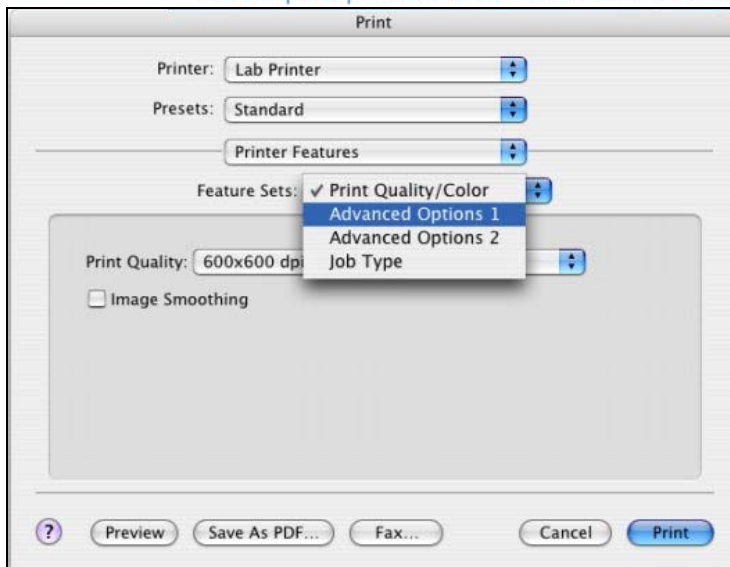 Print
Printer: Lab Printer
Presets: Standard
Printer Features
Feature Sets: ✓ Print Quality/Color
Advanced Options 1
Advanced Options 2
Job Type
Print Quality: 600x600 dpi
Image Smoothing
? Preview Save As PDF... Fax... Cancel Print